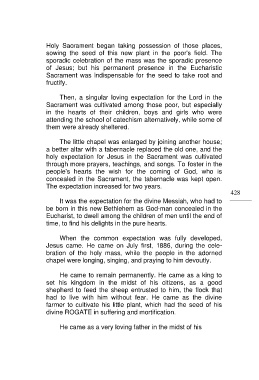 Holy Sacrament began taking possession of those places,
sowing the seed of this new plant in the poor's field. The
sporadic celebration of the mass was the sporadic presence
of Jesus; but his permanent presence in the Eucharistic
Sacrament was indispensable for the seed to take root and
fructify.
Then, a singular loving expectation for the Lord in the
Sacrament was cultivated among those poor, but especially
in the hearts of their children, boys and girls who were
attending the school of catechism alternatively, while some of
them were already sheltered.
The little chapel was enlarged by joining another house;
a better altar with a tabernacle replaced the old one, and the
holy expectation for Jesus in the Sacrament was cultivated
through more prayers, teachings, and songs. To foster in the
people's hearts the wish for the coming of God, who is
concealed in the Sacrament, the tabernacle was kept open.
The expectation increased for two years.
428
It was the expectation for the divine Messiah, who had to
be born in this new Bethlehem as God-man concealed in the
Eucharist, to dwell among the children of men until the end of
time, to find his delights in the pure hearts.
When the common expectation was fully developed,
Jesus came. He came on July first, 1886, during the cele-
bration of the holy mass, while the people in the adorned
chapel were longing, singing, and praying to him devoutly.
He came to remain permanently. He came as a king to
set his kingdom in the midst of his citizens, as a good
shepherd to feed the sheep entrusted to him, the flock that
had to live with him without fear. He came as the divine
farmer to cultivate his little plant, which had the seed of his
divine ROGATE in suffering and mortification.
He came as a very loving father in the midst of his